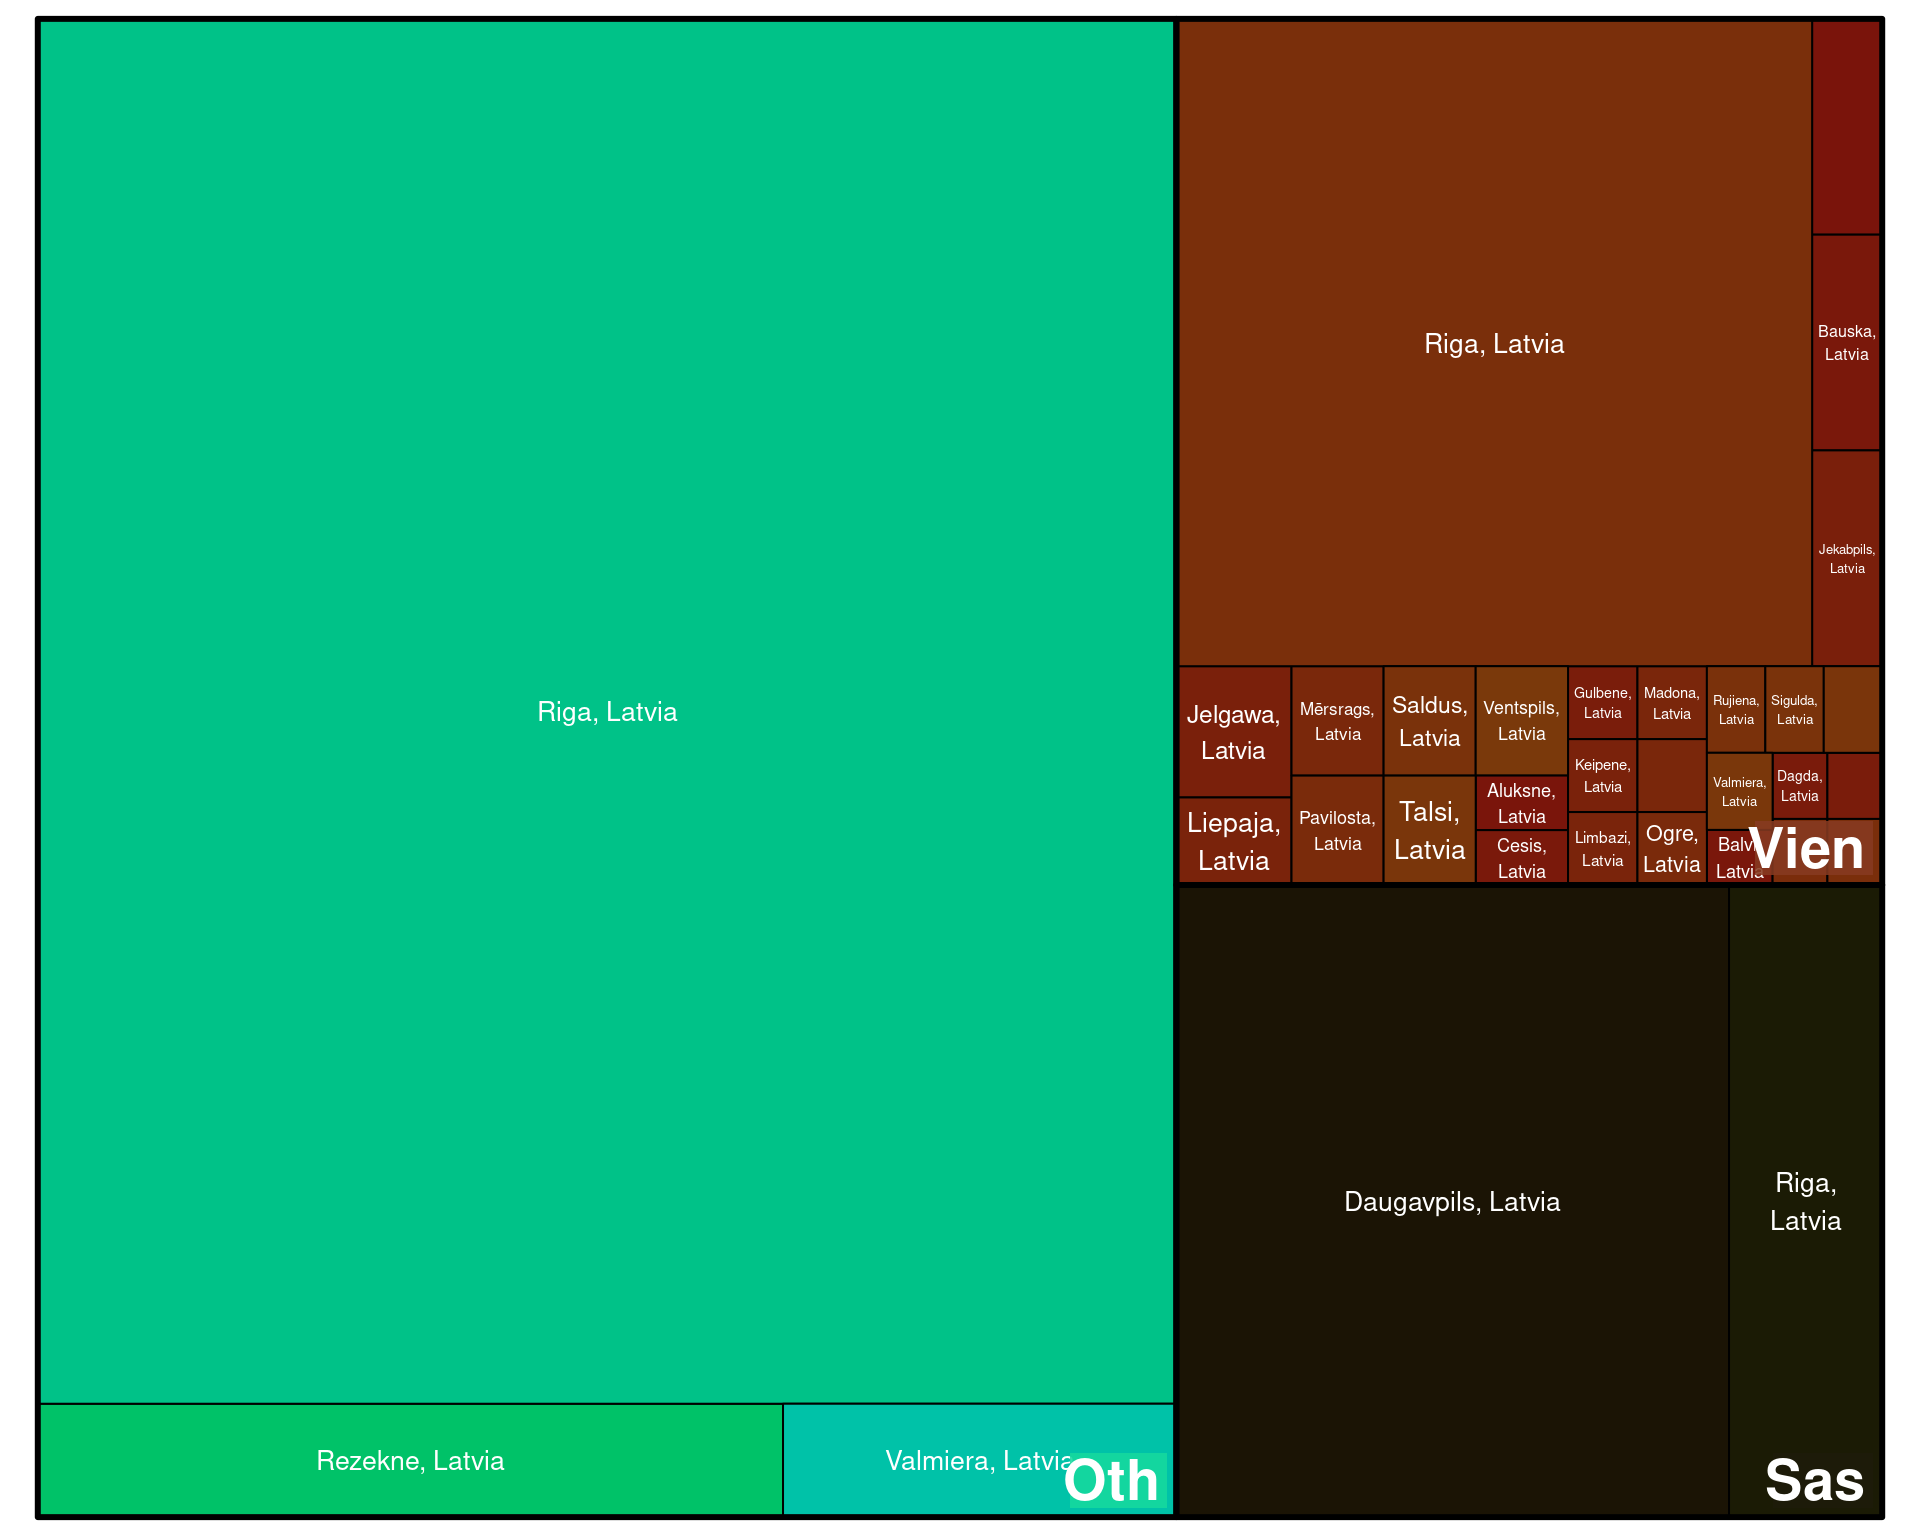 Riga, Latvia
Rezekne, Latvia
Valmiera, Latvia
Oth
Riga, Latvia
Bauska,
Latvia
Jekabpils,
Latvia
Jelgawa,
Latvia
Liepaja,
Latvia
Mērsrags,
Latvia
Pavilosta,
Latvia
Saldus,
Latvia
Talsi,
Latvia
Ventspils,
Latvia
Aluksne,
Latvia
Cesis,
Latvia
Gulbene,
Latvia
Keipene,
Latvia
Limbazi,
Latvia
Madona,
Latvia
Ogre,
Latvia
Rujiena,
Latvia
Sigulda,
Latvia
Valmiera,
Latvia
Dagda,
Latvia
Balvi,
Latvia
Vien
Daugavpils, Latvia
Riga,
Latvia
Sas